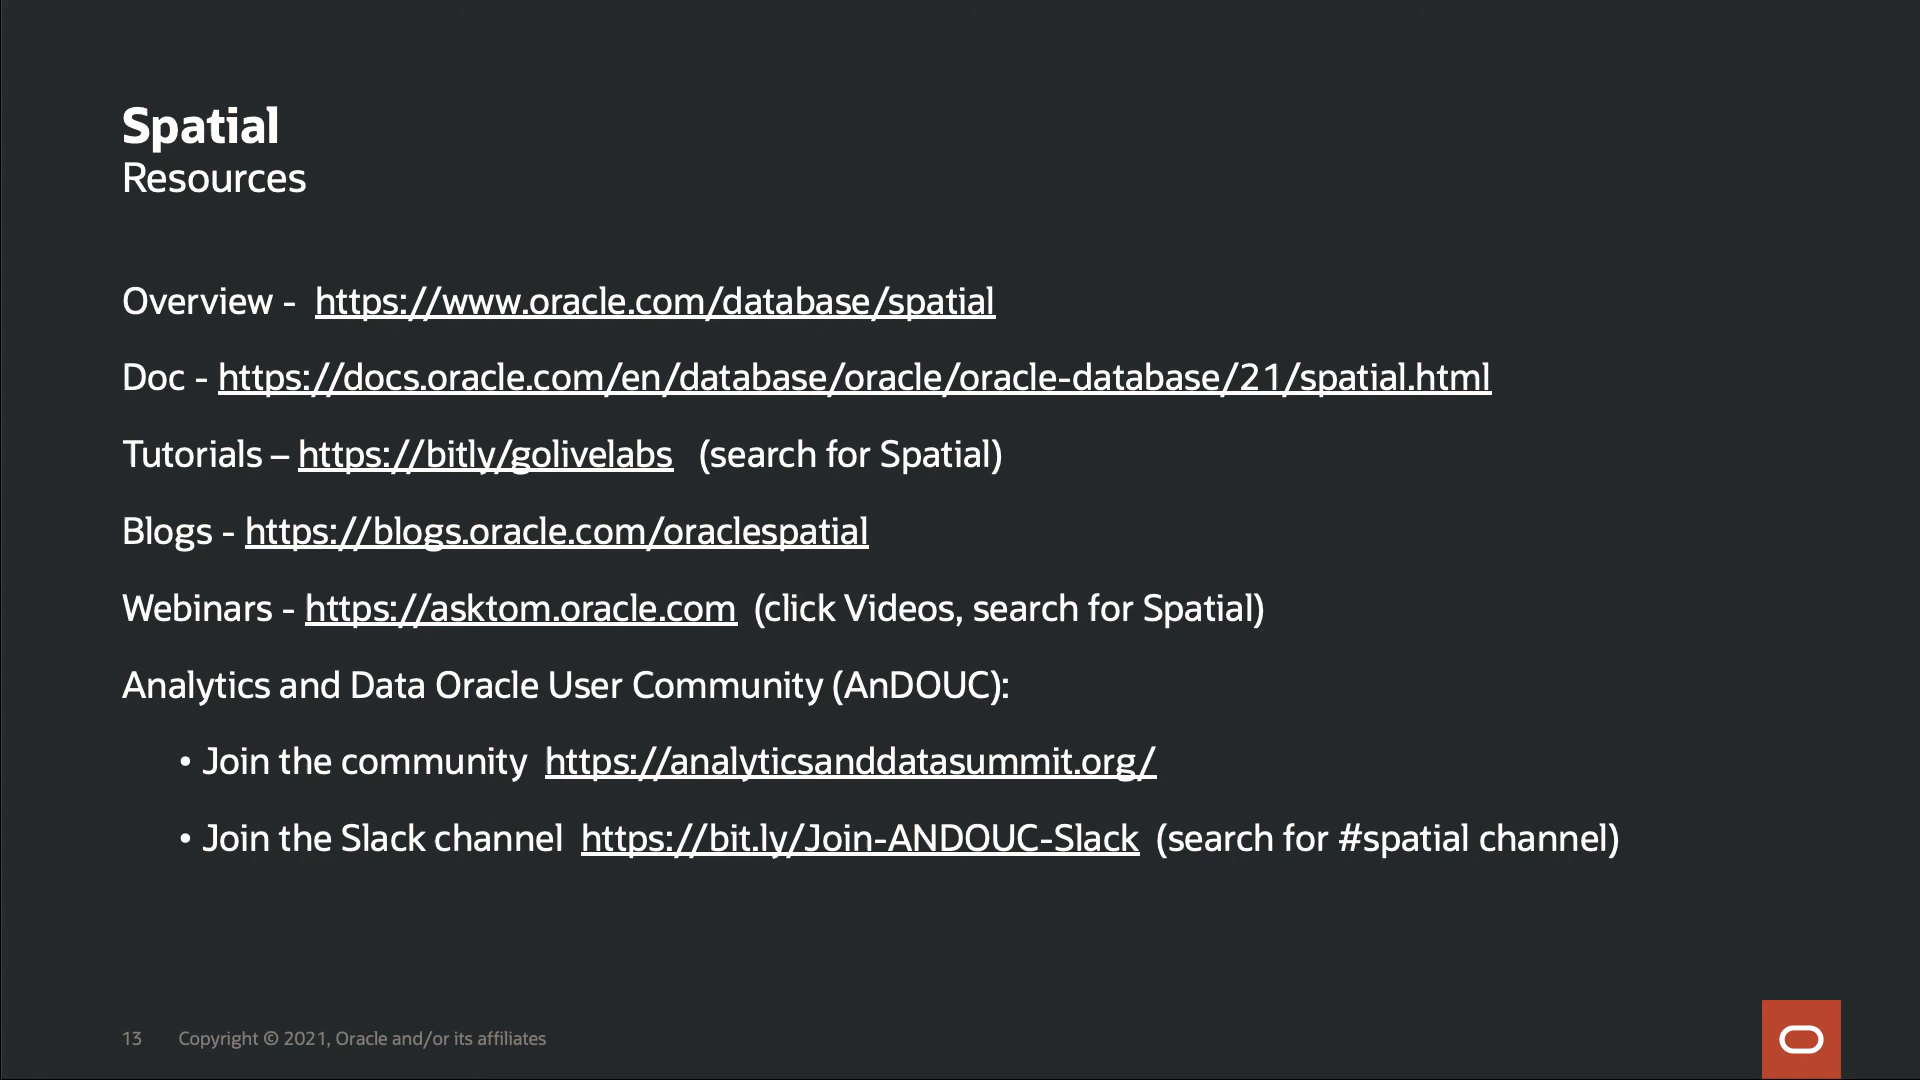 Spatial
Resources
Overview - https://www.oracle.com/database/spatial
Doc - https://docs.oracle.com/en/database/oracle/oracle-database/21/spatial.html
Tutorials – https://bitly/golivelabs (search for Spatial)
Blogs - https://blogs.oracle.com/oraclespatial
Webinars - https://asktom.oracle.com (click Videos, search for Spatial)
Analytics and Data Oracle User Community (AnDOUC):
• Join the community https://analyticsanddatasummit.org/
• Join the Slack channel https://bit.ly/Join-ANDOUC-Slack (search for #spatial channel)
13 Copyright © 2021, Oracle and/or its affiliates